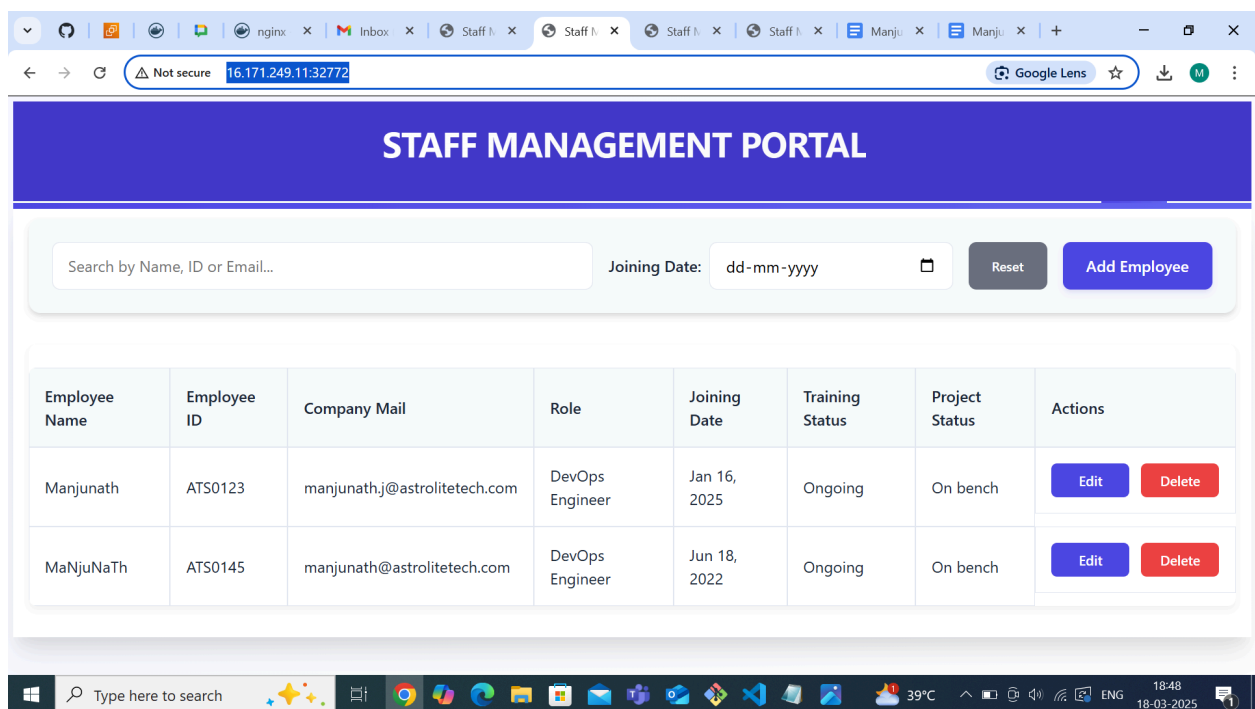 nginx
Inbox
Staff N
Staff N
Staff N
Staff N
Manju
Manju
Not secure
16.171.249.11:32772
Google Lens
M
STAFF MANAGEMENT PORTAL
Search by Name, ID or Email...
Joining Date:
dd-mm-yyyy
Reset
Add Employee
Employee Name
Employee ID
Company Mail
Role
Joining Date
Training Status
Project Status
Actions
Manjunath
ATS0123
manjunath.j@astrolitetech.com
DevOps Engineer
Jan 16, 2025
Ongoing
On bench
Edit
Delete
MaNjuNaTh
ATS0145
manjunath@astrolitetech.com
DevOps Engineer
Jun 18, 2022
Ongoing
On bench
Edit
Delete
Type here to search
39°C
ENG
18:48
18-03-2025
1